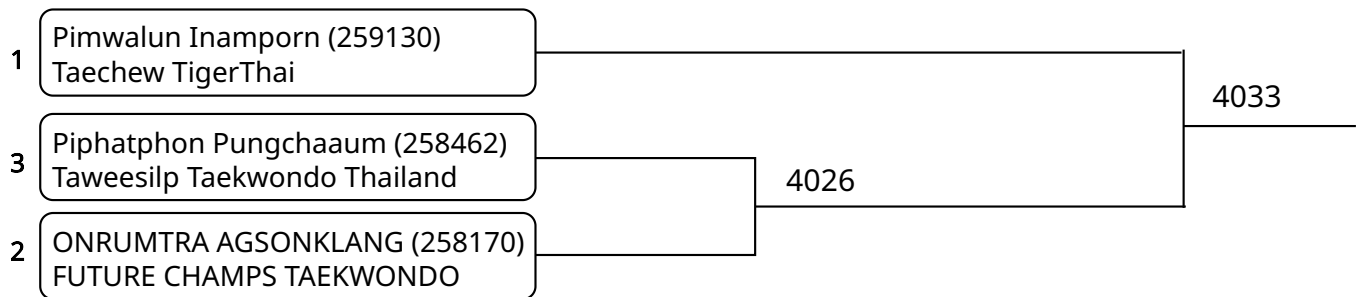 1
Pimwalun Inamporn (259130)
Taechew TigerThai
4033
3
Piphatphon Pungchaaum (258462)
Taweesilp Taekwondo Thailand
4026
2
ONRUMTRA AGSONKLANG (258170)
FUTURE CHAMPS TAEKWONDO